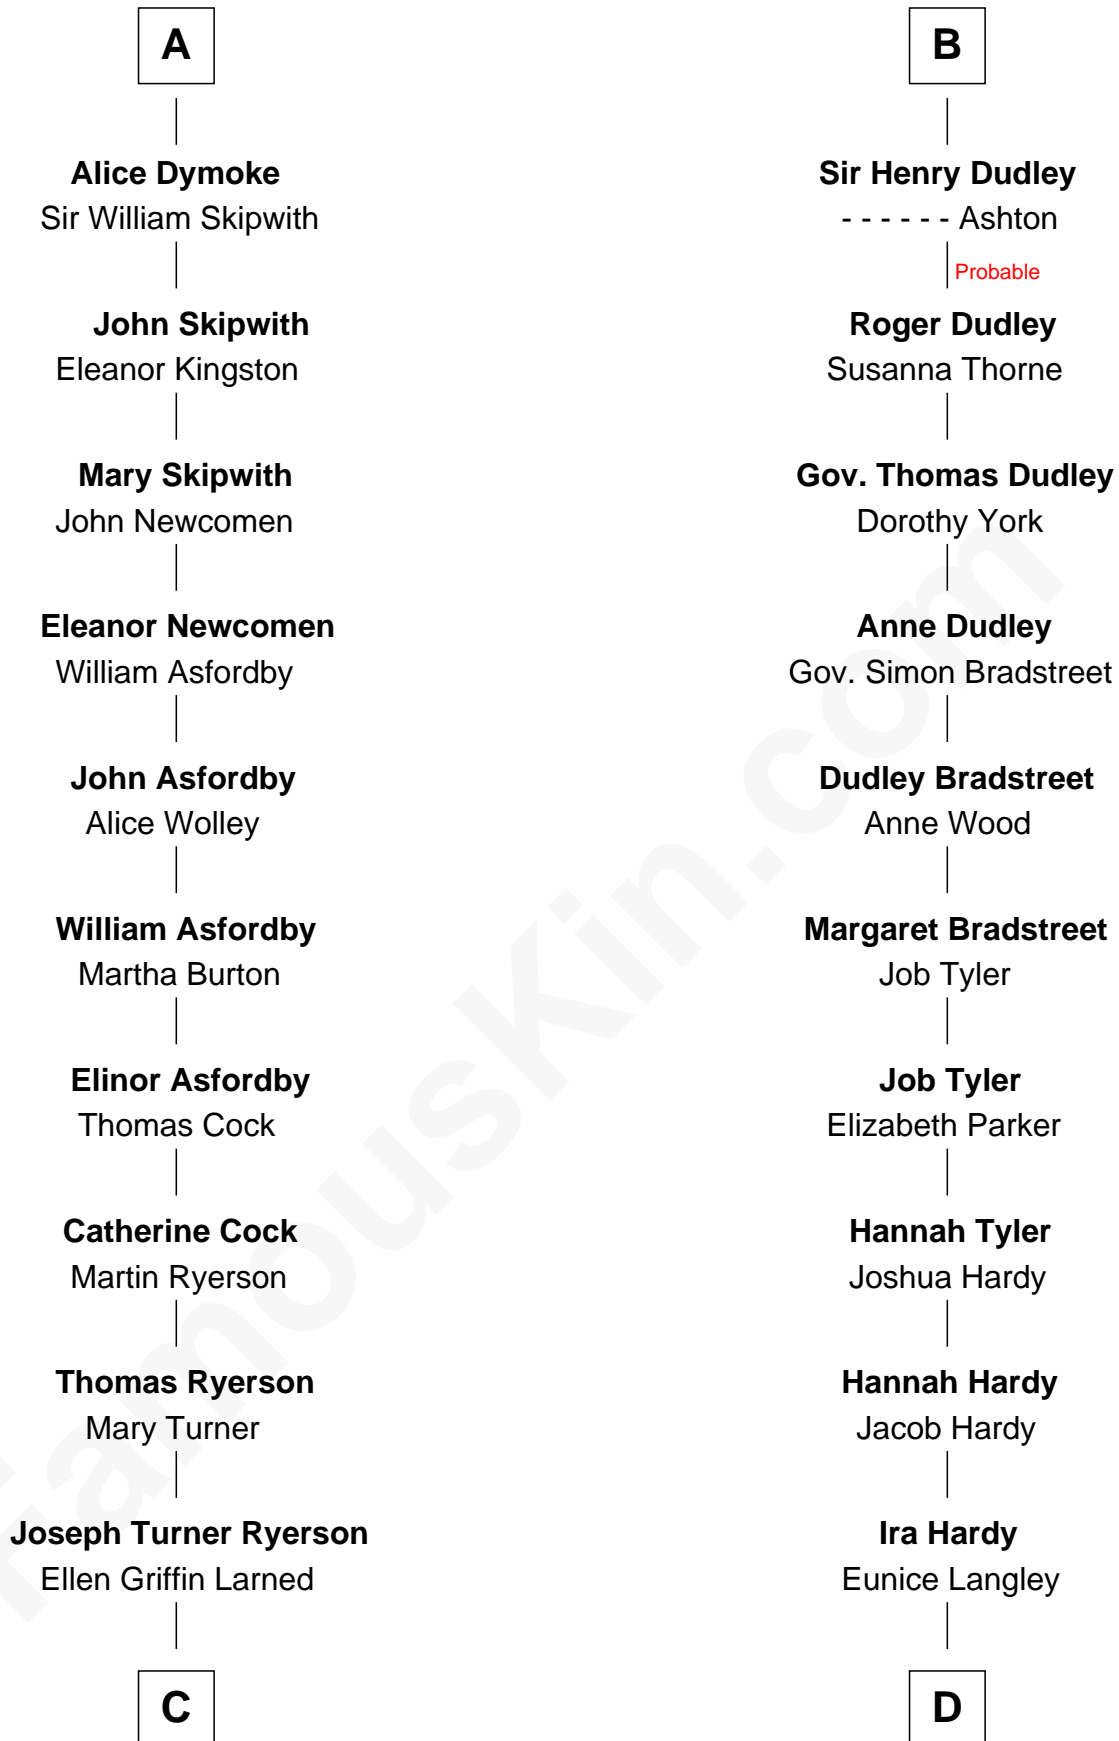 A
Alice Dymoke
Sir William Skipwith
John Skipwith
Eleanor Kingston
Mary Skipwith
John Newcomen
Eleanor Newcomen
William Asfordby
John Asfordby
Alice Wolley
William Asfordby
Martha Burton
Elinor Asfordby
Thomas Cock
Catherine Cock
Martin Ryerson
Thomas Ryerson
Mary Turner
Joseph Turner Ryerson
Ellen Griffin Larned
C
B
Sir Henry Dudley
- - - - - - Ashton
Probable
Roger Dudley
Susanna Thorne
Gov. Thomas Dudley
Dorothy York
Anne Dudley
Gov. Simon Bradstreet
Dudley Bradstreet
Anne Wood
Margaret Bradstreet
Job Tyler
Job Tyler
Elizabeth Parker
Hannah Tyler
Joshua Hardy
Hannah Hardy
Jacob Hardy
Ira Hardy
Eunice Langley
D
FamousKin.com